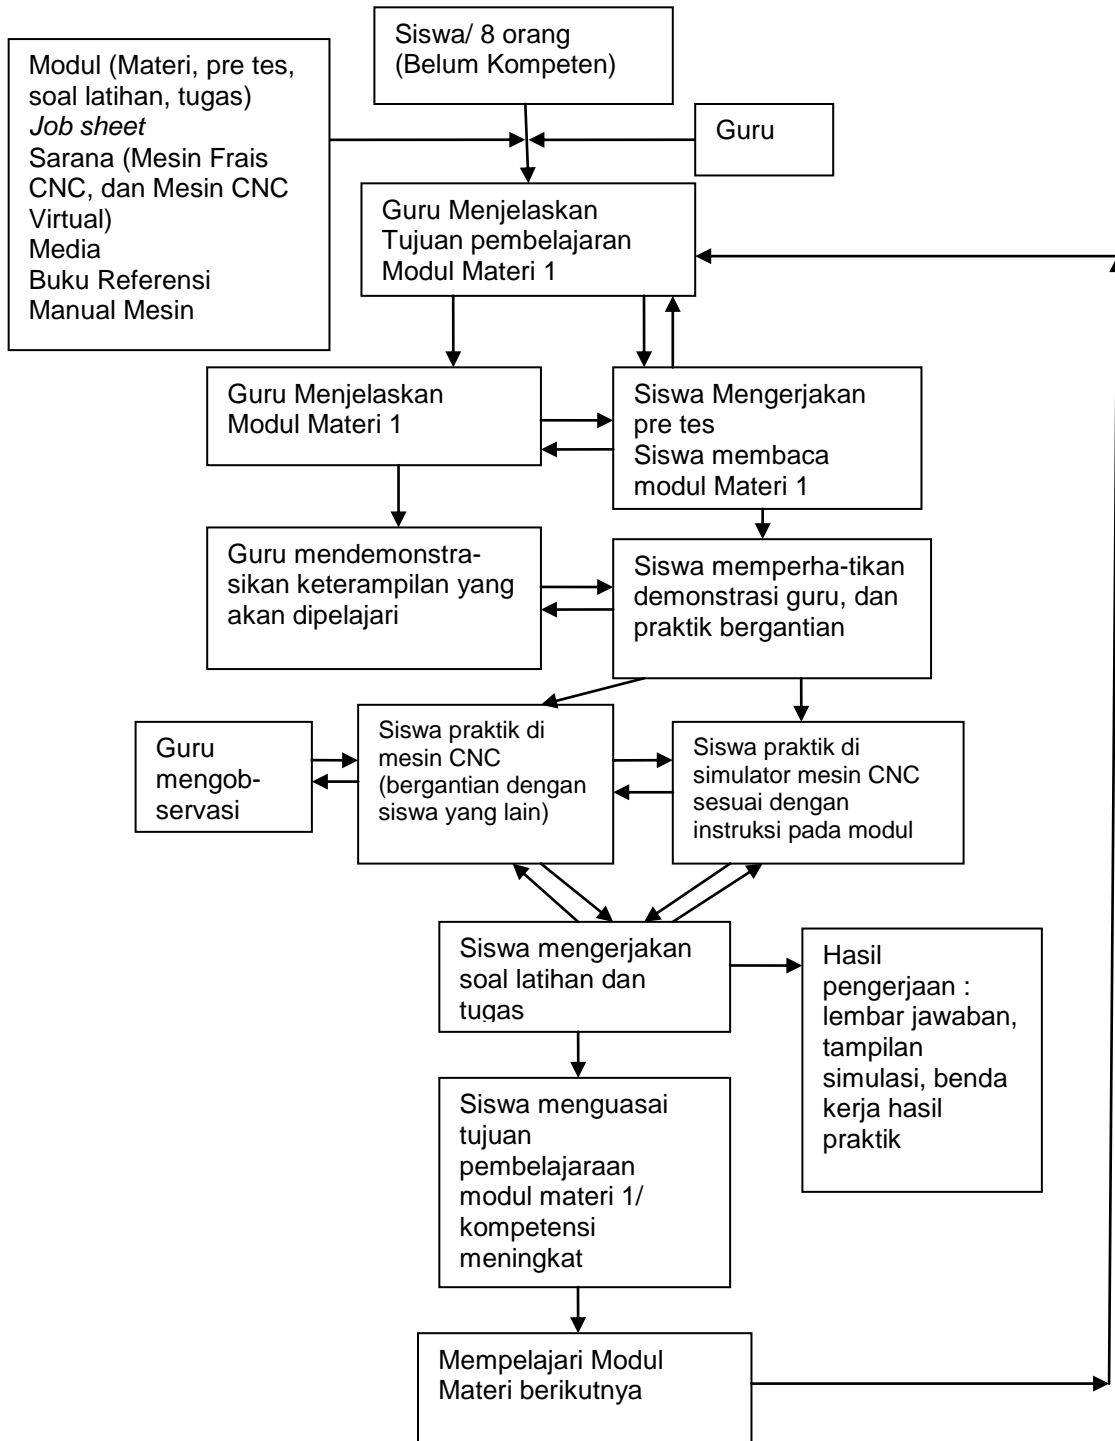 Siswa/ 8 orang
(Belum Kompeten)
Modul (Materi, pre tes,
soal latihan, tugas)
Job sheet
Sarana (Mesin Frais
CNC, dan Mesin CNC
Virtual)
Media
Buku Referensi
Manual Mesin
Guru
Guru Menjelaskan
Tujuan pembelajaran
Modul Materi 1
Guru Menjelaskan
Modul Materi 1
Siswa Mengerjakan
pre tes
Siswa membaca
modul Materi 1
Guru mendemonstra-
sikan keterampilan yang
akan dipelajari
Siswa memperha-tikan
demonstrasi guru, dan
praktik bergantian
Guru
mengob-
servasi
Siswa praktik di
mesin CNC
(bergantian dengan
siswa yang lain)
Siswa praktik di
simulator mesin CNC
sesuai dengan
instruksi pada modul
Siswa mengerjakan
soal latihan dan
tugas
Hasil
pengerjaan :
lembar jawaban,
tampilan
simulasi, benda
kerja hasil
praktik
Siswa menguasai
tujuan
pembelajaraan
modul materi 1/
kompetensi
meningkat
Mempelajari Modul
Materi berikutnya